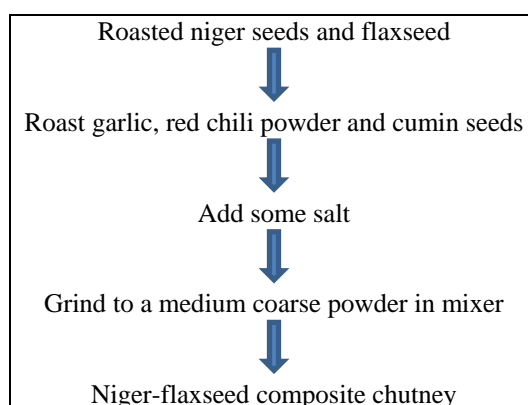 Roasted niger seeds and flaxseed
Roast garlic, red chili powder and cumin seeds
Add some salt
Grind to a medium coarse powder in mixer
Niger-flaxseed composite chutney